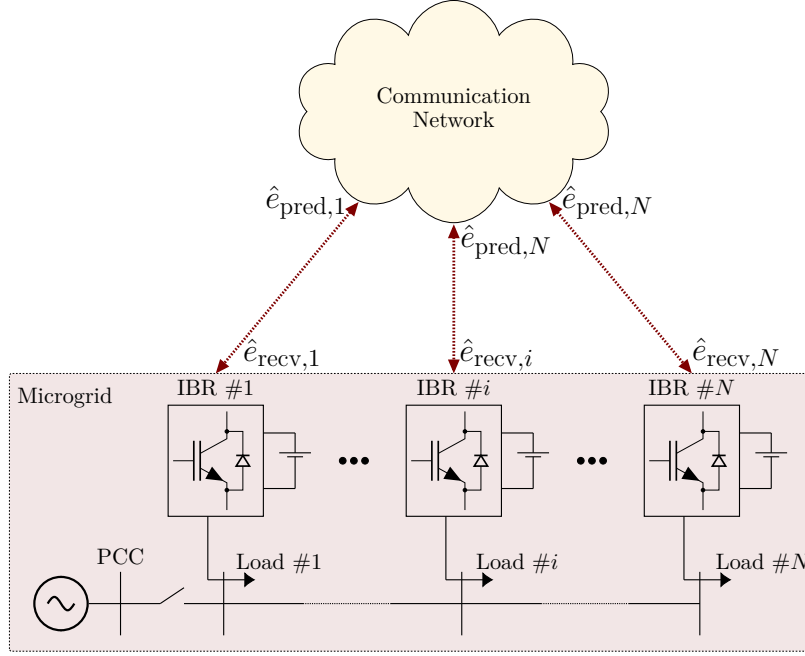 Communication
Network
ê_pred,1
ê_pred,N
ê_pred,N
ê_recv,1
ê_recv,i
ê_recv,N
Microgrid
IBR #1
IBR #i
IBR #N
PCC
Load #1
Load #i
Load #N